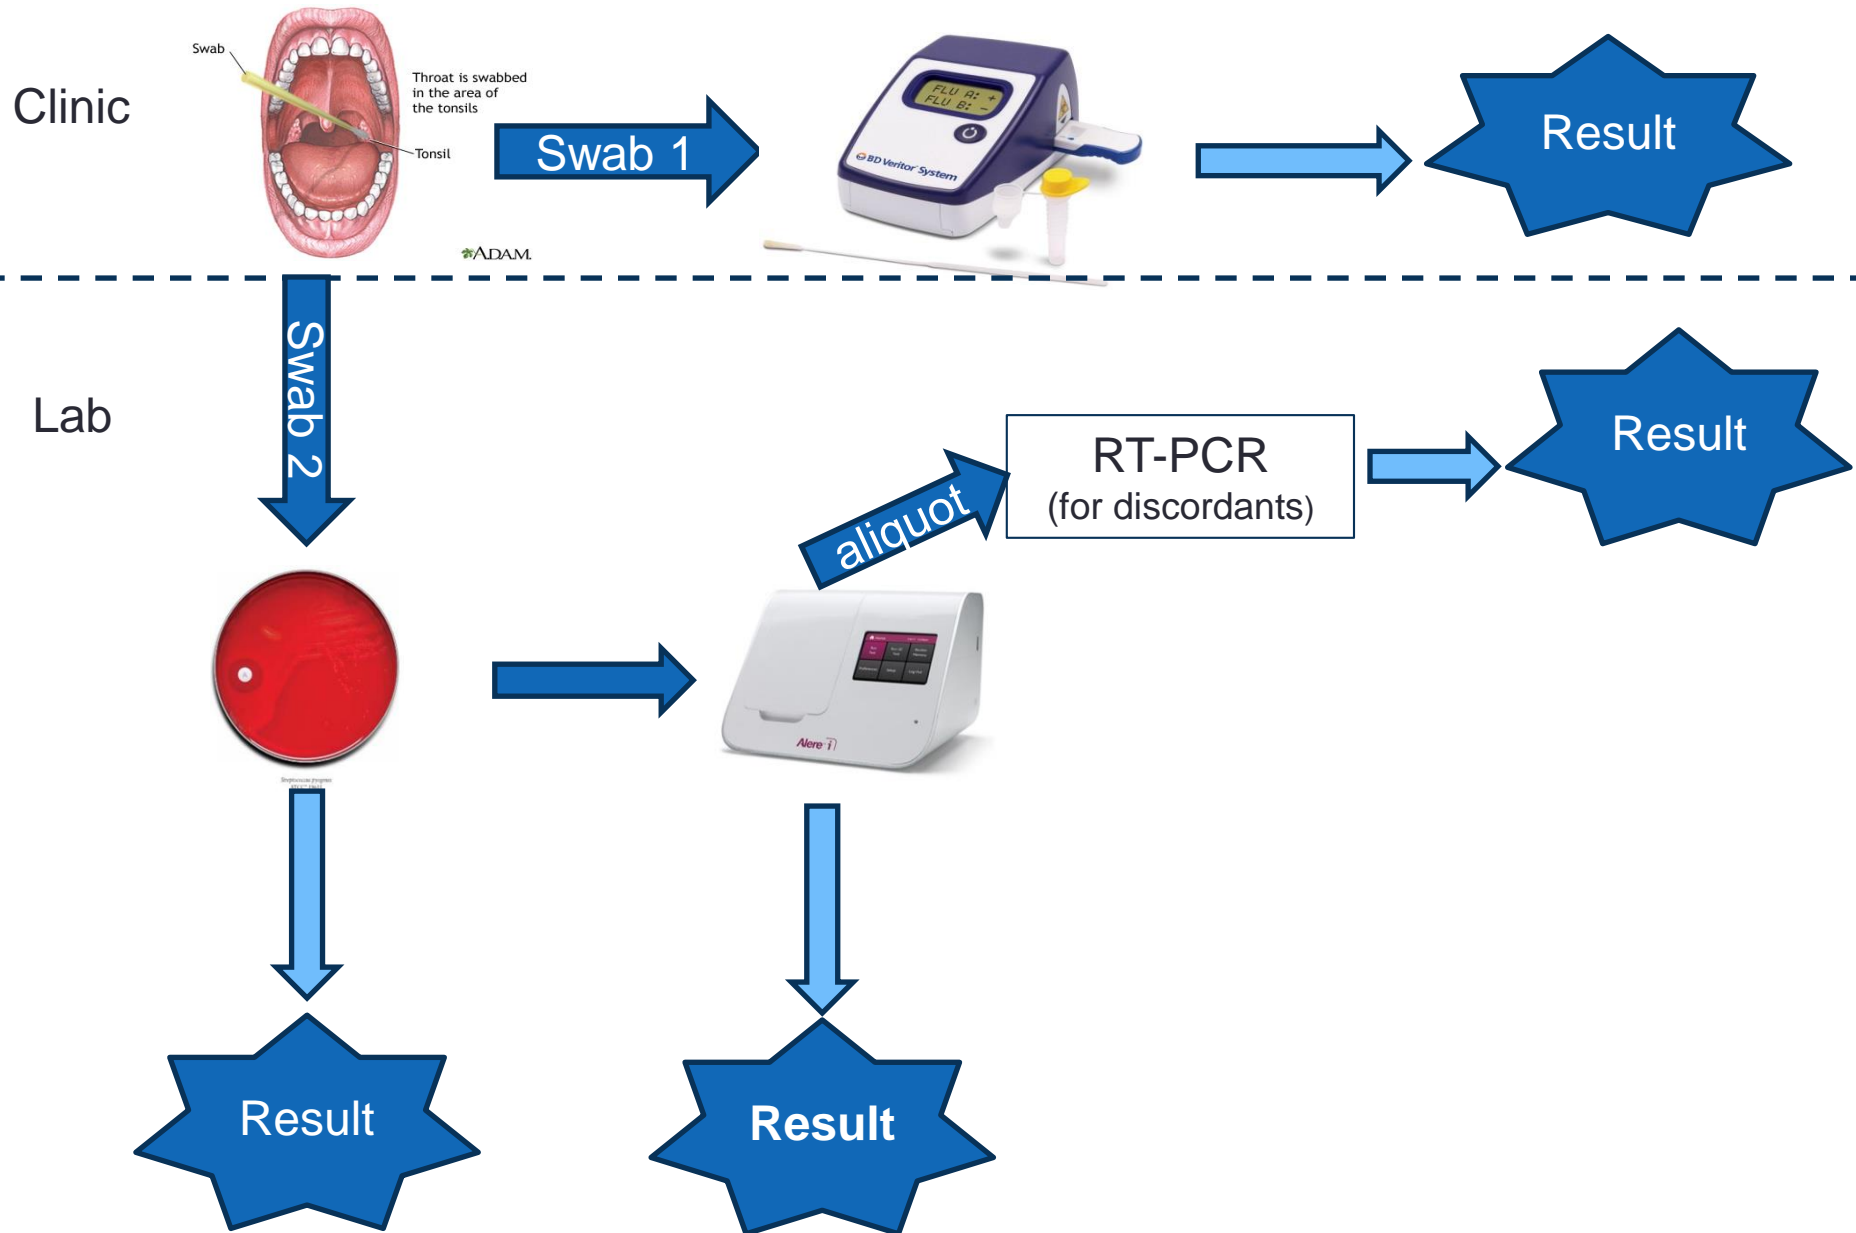 Clinic
Swab
Throat is swabbed
in the area of
the tonsils
Tonsil
ADAM.
Swab 1
FLU A: +
FLU B: -
BD Veritor System
Result
Lab
Swab 2
aliquot
RT-PCR
(for discordants)
Result
A
Alere i
Result
Result